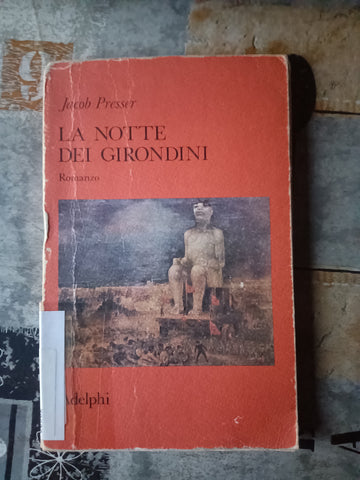 Jacob Presser
LA NOTTE
DEI GIRONDINI
Romanzo
Adelphi